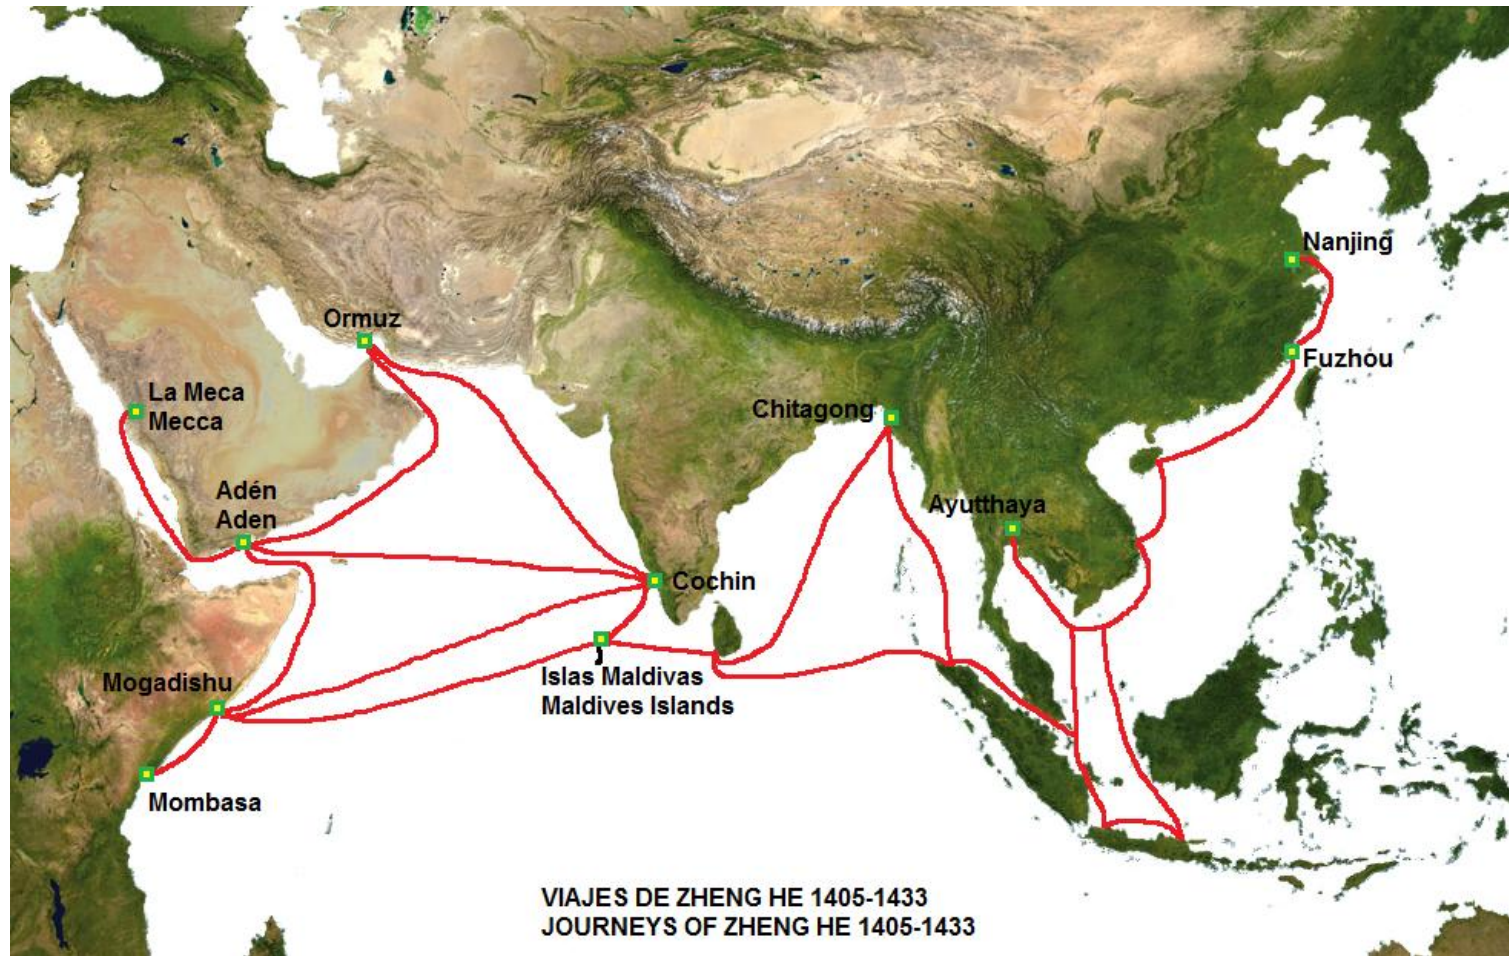 Nanjing
Ormuz
Fuzhou
La Meca
Mecca
Chitagong
Adén
Aden
Ayutthaya
Cochin
Islas Maldivas
Maldives Islands
Mogadishu
Mombasa
VIAJES DE ZHENG HE 1405-1433
JOURNEYS OF ZHENG HE 1405-1433